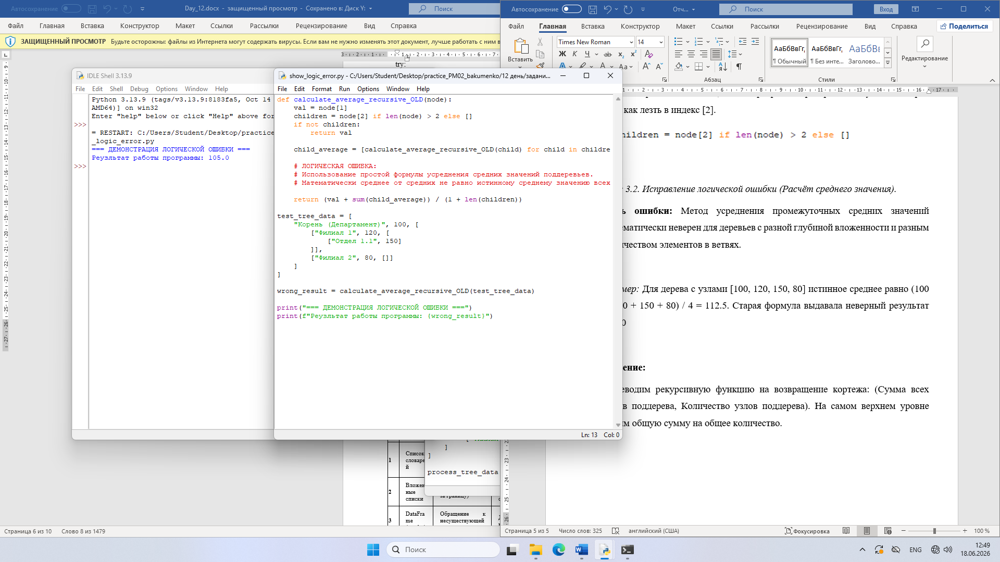 Автосохранение
Day_12.docx - защищенный просмотр - Сохранено в: Диск Y:
Поиск
Файл Главная Вставка Конструктор Макет Ссылки Рассылки Рецензирование Вид Справка
ЗАЩИЩЕННЫЙ ПРОСМОТР Будьте осторожны: файлы из Интернета могут содержать вирусы. Если вам не нужно изменять этот документ, лучше работать с ним в
try:
IDLE Shell 3.13.9
File Edit Shell Debug Options Window Help
Python 3.13.9 (tags/v3.13.9:8183fa5, Oct 14
AMD64)] on win32
Enter "help" below or click "Help" above for
>>>
= RESTART: C:/Users/Student/Desktop/practice
_logic_error.py
=== ДЕМОНСТРАЦИЯ ЛОГИЧЕСКОЙ ОШИБКИ ===
Реузльтат работы программы: 105.0
>>>
show_logic_error.py - C:/Users/Student/Desktop/practice_PM02_bakumenko/12 день/задани...
File Edit Format Run Options Window Help
def calculate_average_recursive_OLD(node):
val = node[1]
children = node[2] if len(node) > 2 else []
if not children:
return val
child_average = [calculate_average_recursive_OLD(child) for child in childre
# ЛОГИЧЕСКАЯ ОШИБКА:
# Использование простой формулы усреднения средних значений поддеревьев.
# Математически среднее от средних не равно истинному среднему значению всех
return (val + sum(child_average)) / (1 + len(children))
test_tree_data = [
"Корень (Департамент)", 100, [
["Филиал 1", 120, [
["Отдел 1.1", 150]
]],
["Филиал 2", 80, []]
]
]
wrong_result = calculate_average_recursive_OLD(test_tree_data)
print("=== ДЕМОНСТРАЦИЯ ЛОГИЧЕСКОЙ ОШИБКИ ===")
print(f"Реузльтат работы программы: {wrong_result}")
Ln: 13 Col: 0
]
]
process_tree_data
1 Список словарей
2 Вложенные списки
за границу)
3 DataFrame Обращение к несуществующей
Страница 6 из 10 Слово 8 из 1479
Автосохранение Отч... Поиск Вход
Файл Главная Вставка Конструктор Макет Ссылки Рассылки Рецензирование Вид Справка Поделиться
Вставить
Times New Roman 14
Ж К Ч ab x₂ x²
Aa
Абзац
АаБбВвГг, АаБбВвГг, АаБбВв
¶ Обычный ¶ Без инте... Заголово...
Стили
Редактирование
как лезть в индекс [2].
hildren = node[2] if len(node) > 2 else []
3.2. Исправление логической ошибки (Расчёт среднего значения).
ошибки: Метод усреднения промежуточных средних значений
ематически неверен для деревьев с разной глубиной вложенности и разным
чеством элементов в ветвях.
мер: Для дерева с узлами [100, 120, 150, 80] истинное среднее равно (100
0 + 150 + 80) / 4 = 112.5. Старая формула выдавала неверный результат
0
ение:
еводим рекурсивную функцию на возвращение кортежа: (Сумма всех
в поддерева, Количество узлов поддерева). На самом верхнем уровне
м общую сумму на общее количество.
Страница 5 из 5 Число слов: 325 английский (США) Фокусировка 100 %
Поиск
ENG
12:49
18.06.2026